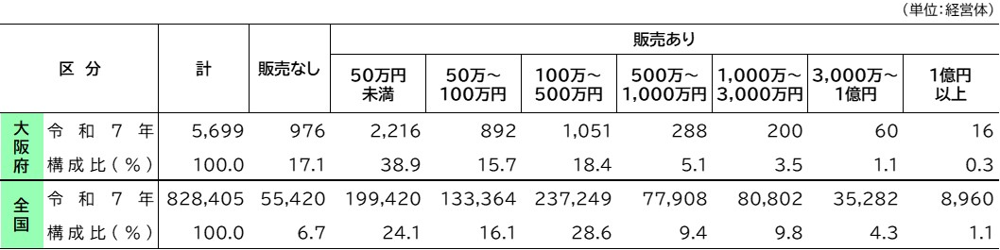 （単位：経営体）
区 分 計 販売なし 販売あり
50万円未満 50万～100万円 100万～500万円 500万～1,000万円 1,000万～3,000万円 3,000万～1億円 1億円以上
大阪府 令和7年 5,699 976 2,216 892 1,051 288 200 60 16
構成比(%) 100.0 17.1 38.9 15.7 18.4 5.1 3.5 1.1 0.3
全国 令和7年 828,405 55,420 199,420 133,364 237,249 77,908 80,802 35,282 8,960
構成比(%) 100.0 6.7 24.1 16.1 28.6 9.4 9.8 4.3 1.1